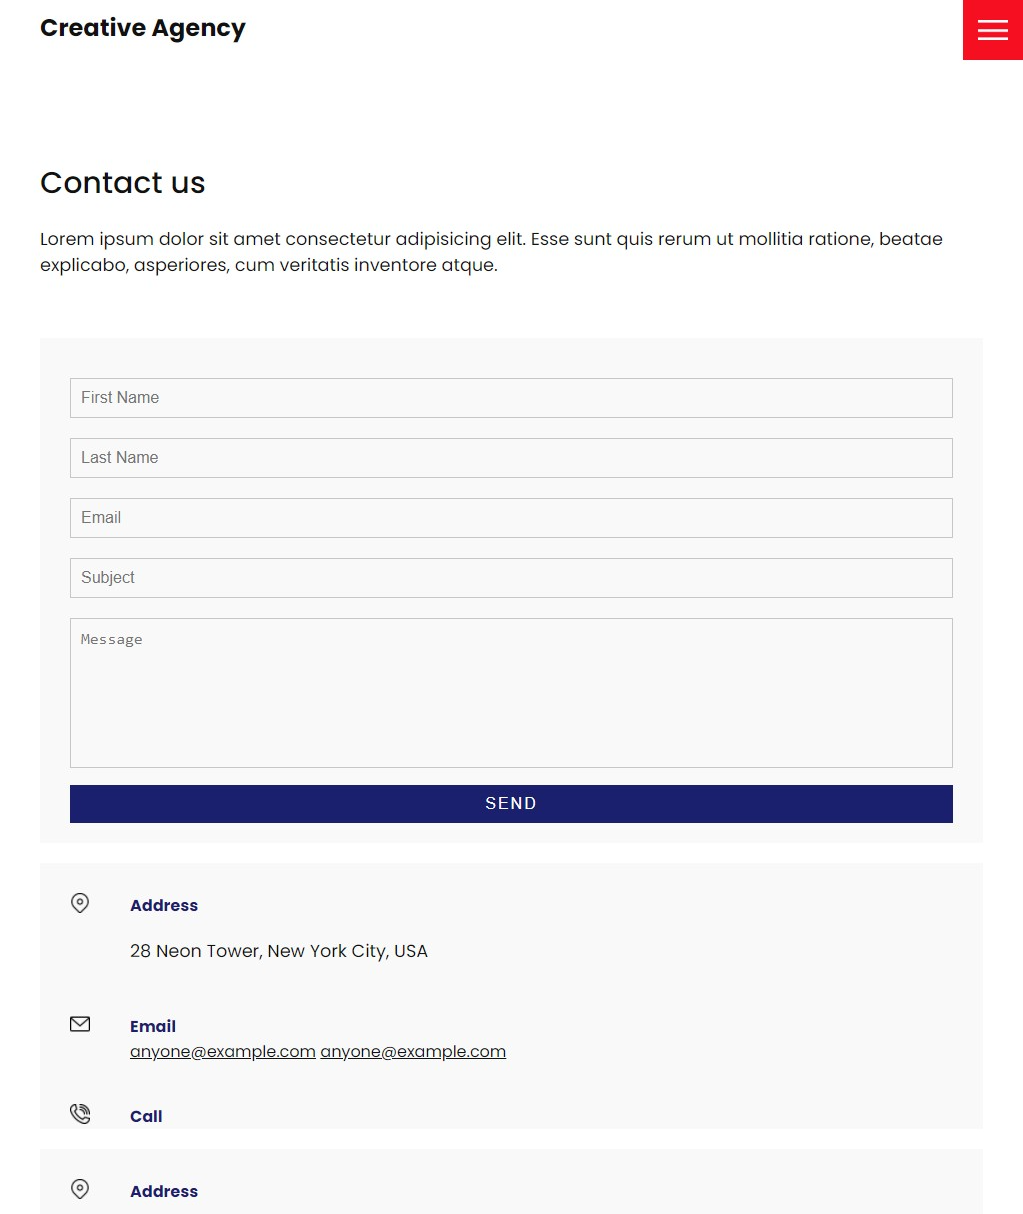 Creative Agency
Contact us
Lorem ipsum dolor sit amet consectetur adipisicing elit. Esse sunt quis rerum ut mollitia ratione, beatae
explicabo, asperiores, cum veritatis inventore atque.
First Name
Last Name
Email
Subject
Message
SEND
Address
28 Neon Tower, New York City, USA
Email
anyone@example.com anyone@example.com
Call
Address